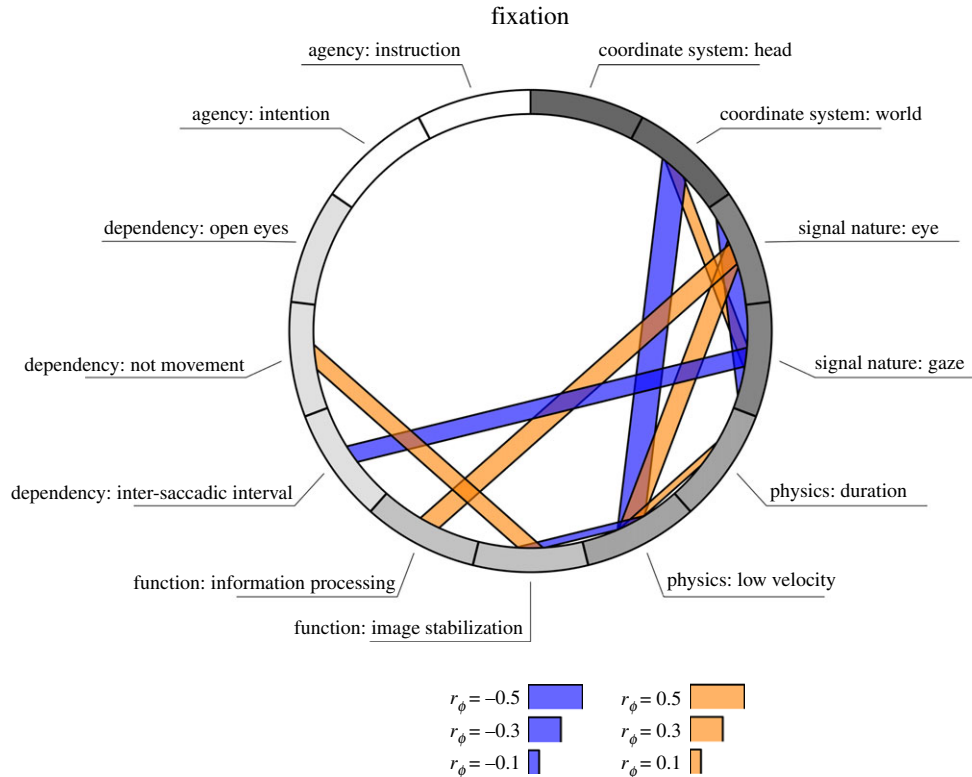 fixation
agency: instruction
coordinate system: head
agency: intention
coordinate system: world
dependency: open eyes
signal nature: eye
dependency: not movement
signal nature: gaze
dependency: inter-saccadic interval
physics: duration
function: information processing
physics: low velocity
function: image stabilization
rϕ = –0.5
rϕ = 0.5
rϕ = –0.3
rϕ = 0.3
rϕ = –0.1
rϕ = 0.1